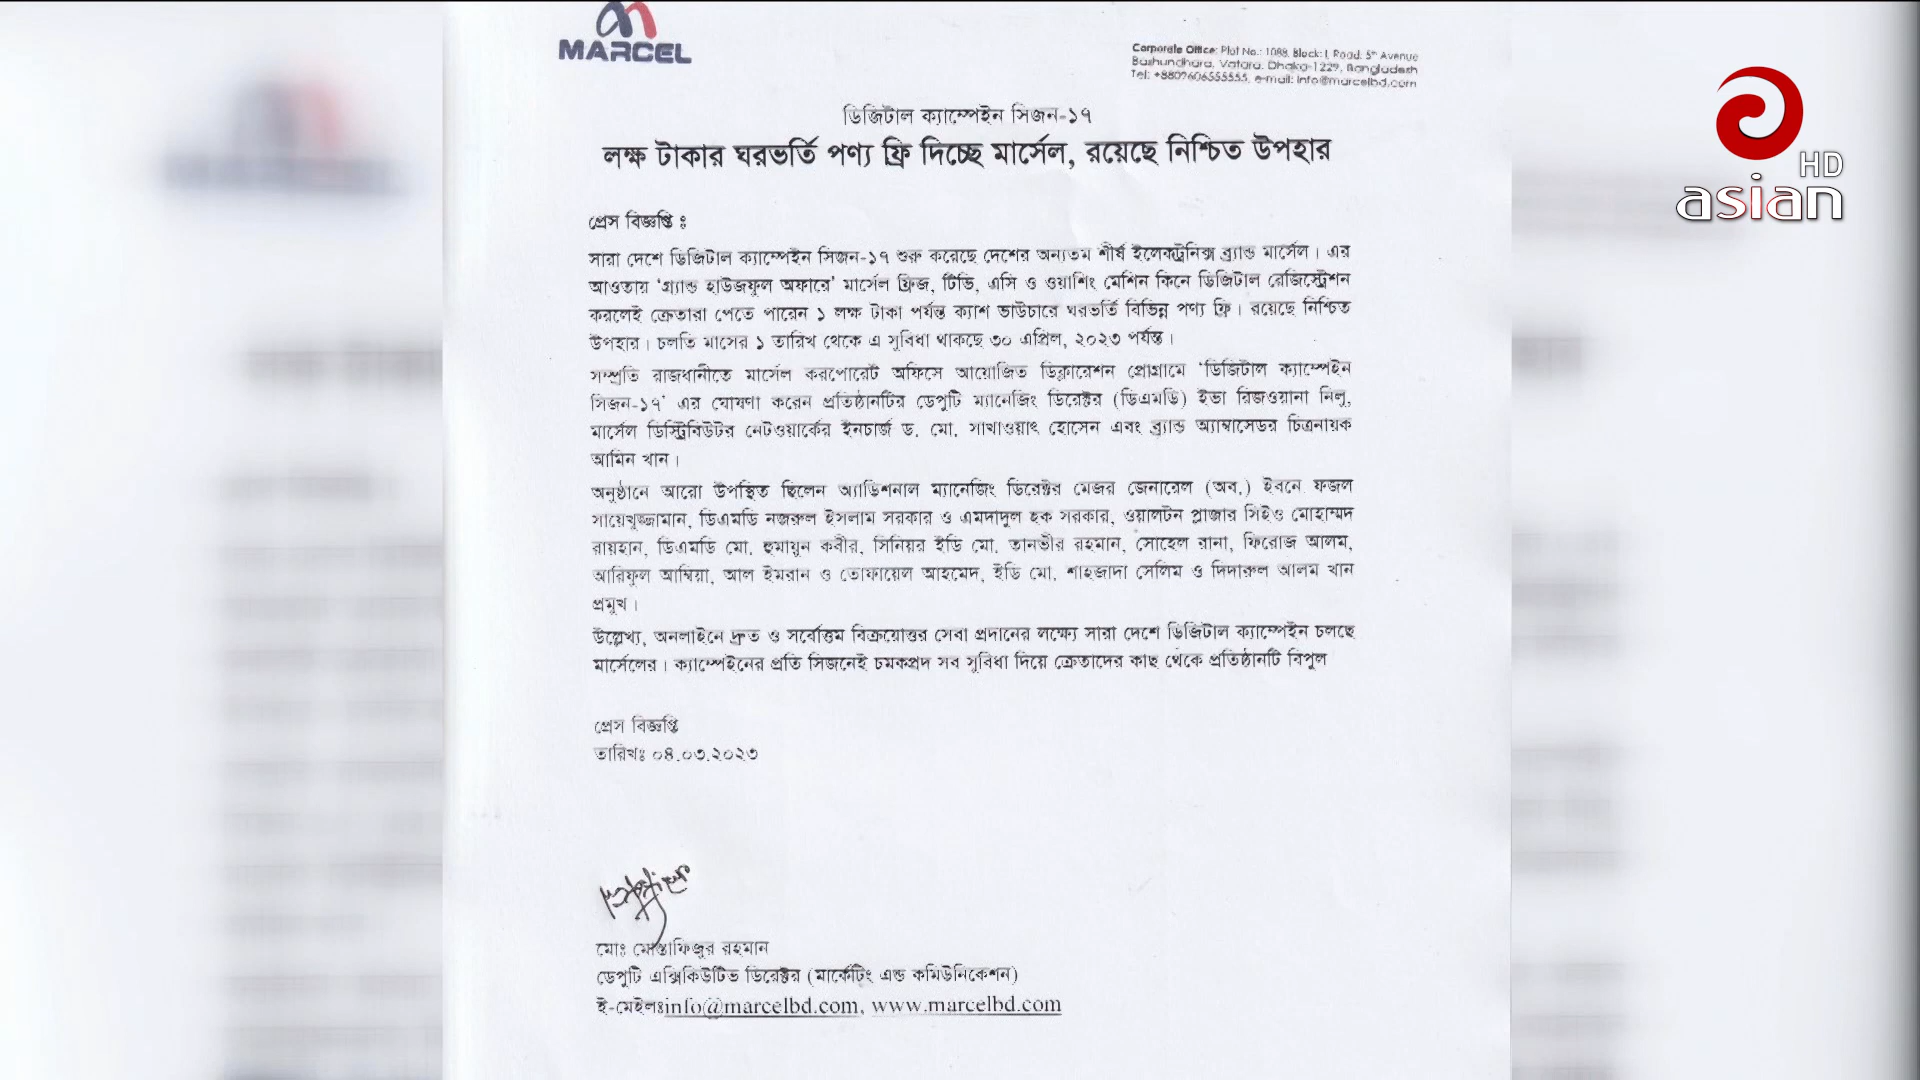 MARCEL
Corporate Office: Plot No.: 1088, Block: I, Road: 5th Avenue
Bashundhara, Vatara, Dhaka-1229, Bangladesh
Tel: +8809606555555, e-mail: info@marcelbd.com
HD
asian
ডিজিটাল ক্যাম্পেইন সিজন-১৭
লক্ষ টাকার ঘরভর্তি পণ্য ফ্রি দিচ্ছে মার্সেল, রয়েছে নিশ্চিত উপহার
প্রেস বিজ্ঞপ্তি ঃ
সারা দেশে ডিজিটাল ক্যাম্পেইন সিজন-১৭ শুরু করেছে দেশের অন্যতম শীর্ষ ইলেকট্রনিক্স ব্র্যান্ড মার্সেল। এর
আওতায় ‘গ্র্যান্ড হাউজফুল অফারে’ মার্সেল ফ্রিজ, টিভি, এসি ও ওয়াশিং মেশিন কিনে ডিজিটাল রেজিস্ট্রেশন
করলেই ক্রেতারা পেতে পারেন ১ লক্ষ টাকা পর্যন্ত ক্যাশ ভাউচারে ঘরভর্তি বিভিন্ন পণ্য ফ্রি। রয়েছে নিশ্চিত
উপহার। চলতি মাসের ১ তারিখ থেকে এ সুবিধা থাকছে ৩০ এপ্রিল, ২০২৩ পর্যন্ত।
সম্প্রতি রাজধানীতে মার্সেল করপোরেট অফিসে আয়োজিত ডিক্লারেশন প্রোগ্রামে ‘ডিজিটাল ক্যাম্পেইন
সিজন-১৭’ এর ঘোষণা করেন প্রতিষ্ঠানটির ডেপুটি ম্যানেজিং ডিরেক্টর (ডিএমডি) ইভা রিজওয়ানা নিলু,
মার্সেল ডিস্ট্রিবিউটর নেটওয়ার্কের ইনচার্জ ড. মো. সাখাওয়াৎ হোসেন এবং ব্র্যান্ড অ্যাম্বাসেডর চিত্রনায়ক
আমিন খান।
অনুষ্ঠানে আরো উপস্থিত ছিলেন অ্যাডিশনাল ম্যানেজিং ডিরেক্টর মেজর জেনারেল (অব.) ইবনে ফজল
সায়েখুজ্জামান, ডিএমডি নজরুল ইসলাম সরকার ও এমদাদুল হক সরকার, ওয়ালটন প্লাজার সিইও মোহাম্মদ
রায়হান, ডিএমডি মো. হুমায়ুন কবীর, সিনিয়র ইডি মো. তানভীর রহমান, সোহেল রানা, ফিরোজ আলম,
আরিফুল আম্বিয়া, আল ইমরান ও তোফায়েল আহমেদ, ইডি মো. শাহজাদা সেলিম ও দিদারুল আলম খান
প্রমুখ।
উল্লেখ্য, অনলাইনে দ্রুত ও সর্বোত্তম বিক্রয়োত্তর সেবা প্রদানের লক্ষ্যে সারা দেশে ডিজিটাল ক্যাম্পেইন চলছে
মার্সেলের। ক্যাম্পেইনের প্রতি সিজনেই চমকপ্রদ সব সুবিধা দিয়ে ক্রেতাদের কাছ থেকে প্রতিষ্ঠানটি বিপুল
প্রেস বিজ্ঞপ্তি
তারিখঃ ০৪.০৩.২০২৩
মোঃ মোস্তাফিজুর রহমান
ডেপুটি এক্সিকিউটিভ ডিরেক্টর (মার্কেটিং এন্ড কমিউনিকেশন)
ই-মেইলঃinfo@marcelbd.com, www.marcelbd.com